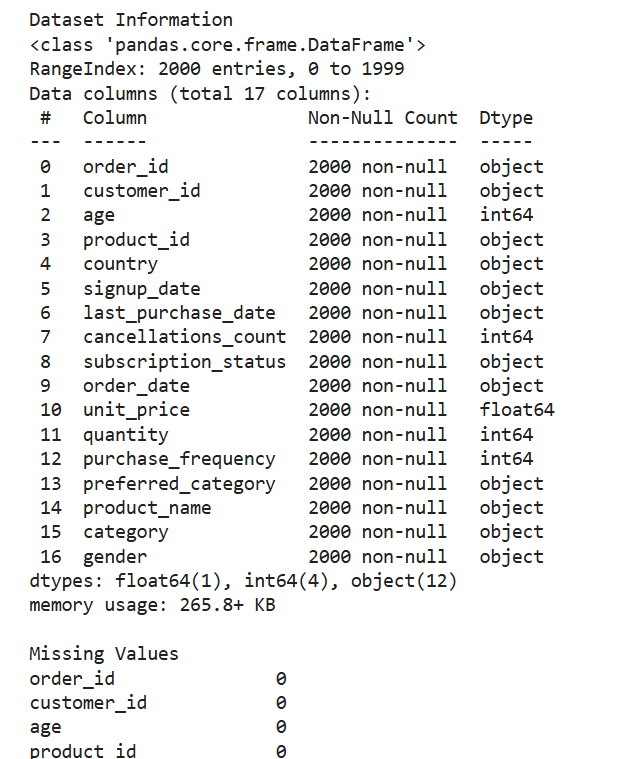 Dataset Information
<class 'pandas.core.frame.DataFrame'>
RangeIndex: 2000 entries, 0 to 1999
Data columns (total 17 columns):
 #   Column               Non-Null Count  Dtype
---  ------               --------------  -----
 0   order_id             2000 non-null   object
 1   customer_id          2000 non-null   object
 2   age                  2000 non-null   int64
 3   product_id           2000 non-null   object
 4   country              2000 non-null   object
 5   signup_date          2000 non-null   object
 6   last_purchase_date   2000 non-null   object
 7   cancellations_count  2000 non-null   int64
 8   subscription_status  2000 non-null   object
 9   order_date           2000 non-null   object
 10  unit_price           2000 non-null   float64
 11  quantity             2000 non-null   int64
 12  purchase_frequency   2000 non-null   int64
 13  preferred_category   2000 non-null   object
 14  product_name         2000 non-null   object
 15  category             2000 non-null   object
 16  gender               2000 non-null   object
dtypes: float64(1), int64(4), object(12)
memory usage: 265.8+ KB

Missing Values
order_id               0
customer_id            0
age                    0
product_id             0